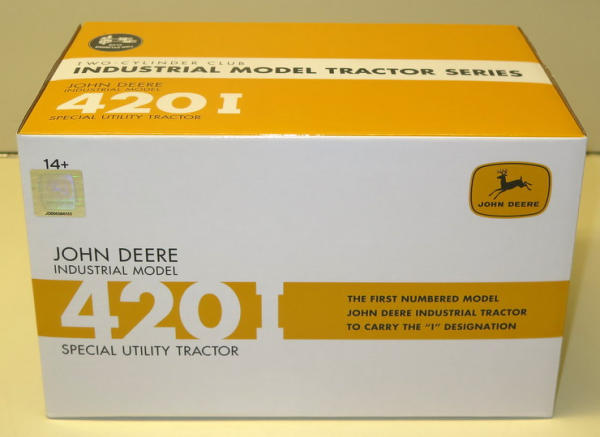 TWO-CYLINDER CLUB
INDUSTRIAL MODEL TRACTOR SERIES
JOHN DEERE
INDUSTRIAL MODEL
420 I
SPECIAL UTILITY TRACTOR
14+
JOHN DEERE
JOHN DEERE
INDUSTRIAL MODEL
420 I
SPECIAL UTILITY TRACTOR
THE FIRST NUMBERED MODEL
JOHN DEERE INDUSTRIAL TRACTOR
TO CARRY THE "I" DESIGNATION